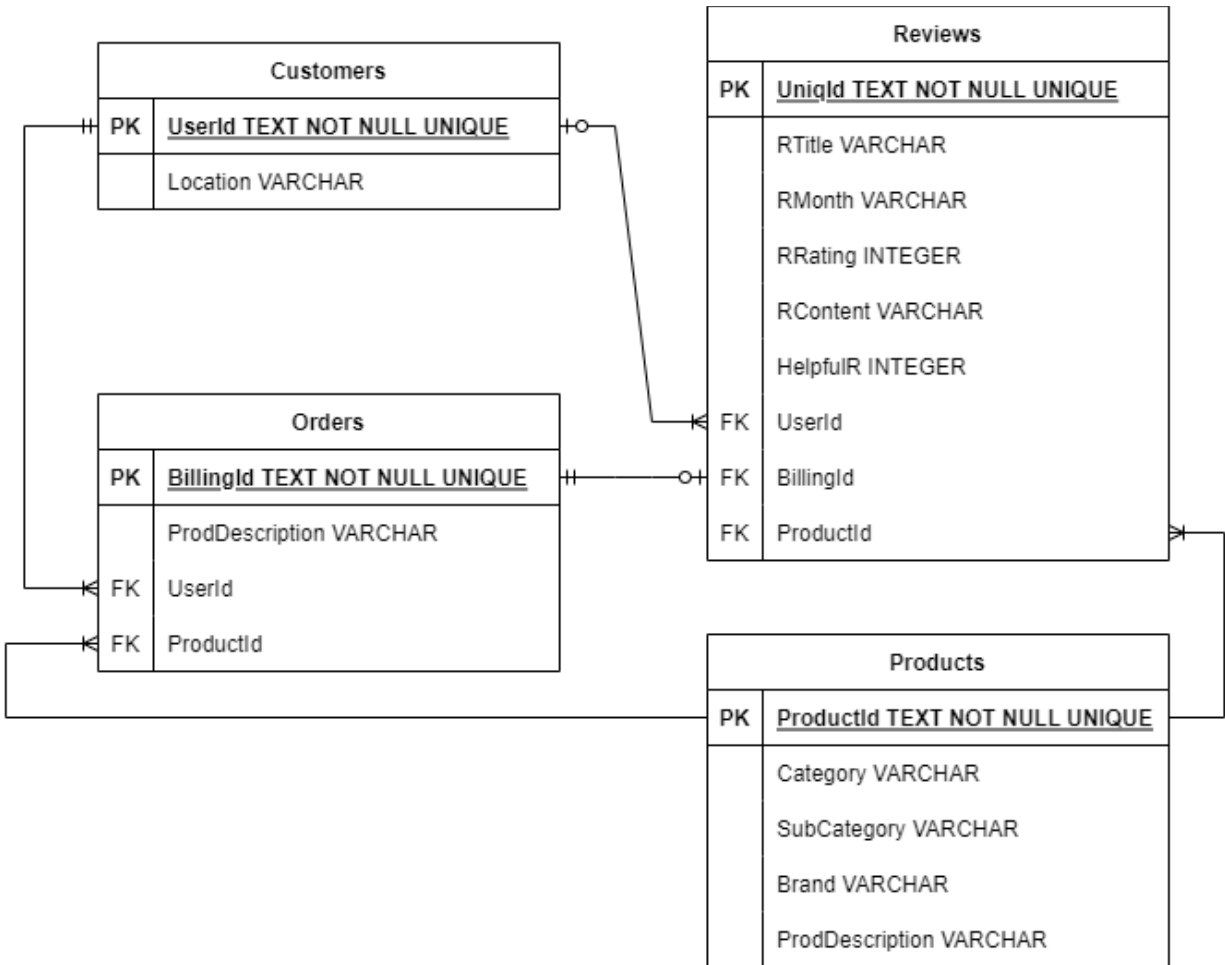 Customers
PK UserId TEXT NOT NULL UNIQUE
Location VARCHAR
Orders
PK BillingId TEXT NOT NULL UNIQUE
ProdDescription VARCHAR
FK UserId
FK ProductId
Reviews
PK UniqId TEXT NOT NULL UNIQUE
RTitle VARCHAR
RMonth VARCHAR
RRating INTEGER
RContent VARCHAR
HelpfulR INTEGER
FK UserId
FK BillingId
FK ProductId
Products
PK ProductId TEXT NOT NULL UNIQUE
Category VARCHAR
SubCategory VARCHAR
Brand VARCHAR
ProdDescription VARCHAR